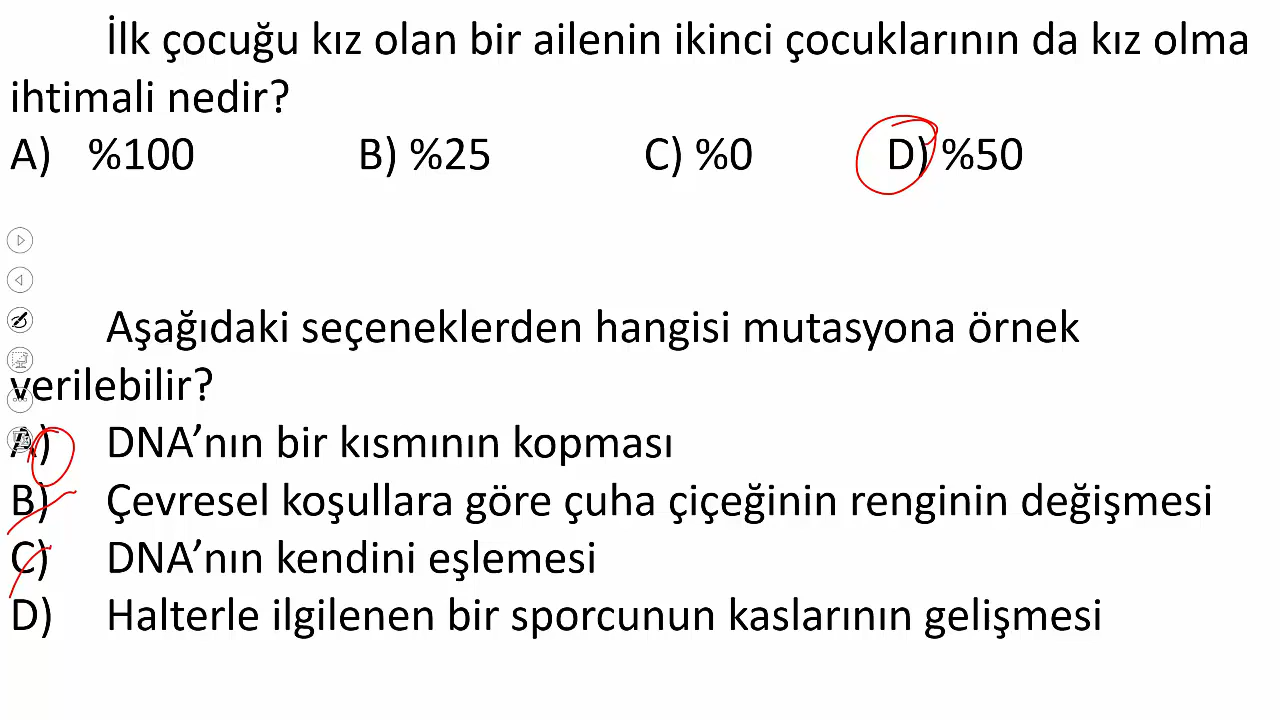 İlk çocuğu kız olan bir ailenin ikinci çocuklarının da kız olma
ihtimali nedir?
A) %100 B) %25 C) %0 D) %50
Aşağıdaki seçeneklerden hangisi mutasyona örnek
verilebilir?
A) DNA’nın bir kısmının kopması
B) Çevresel koşullara göre çuha çiçeğinin renginin değişmesi
C) DNA’nın kendini eşlemesi
D) Halterle ilgilenen bir sporcunun kaslarının gelişmesi